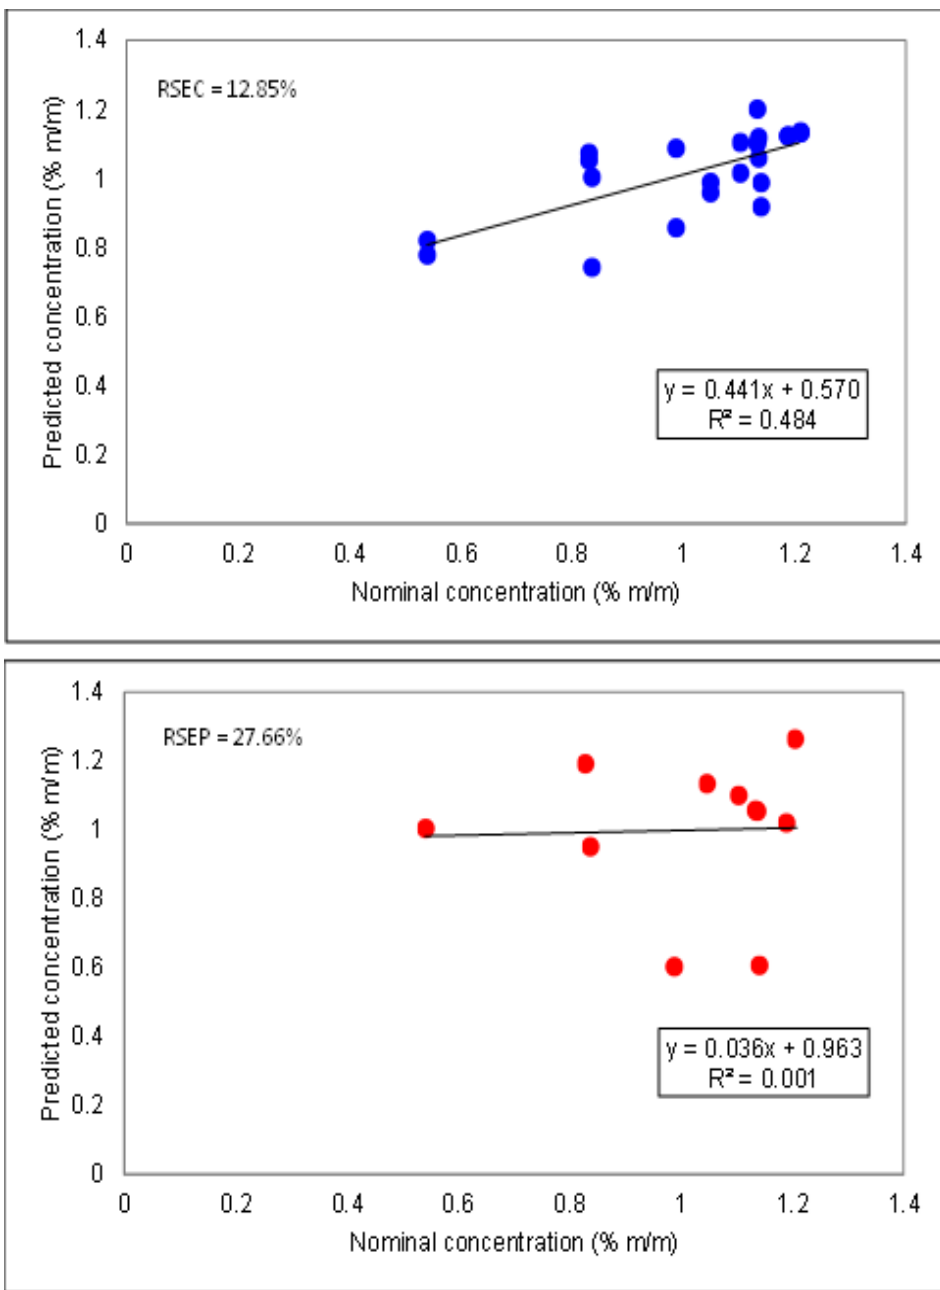 1.4
RSEC = 12.85%
1.2
1
0.8
0.6
0.4
0.2
0
Predicted concentration (% m/m)
y = 0.441x + 0.570
R² = 0.484
0 0.2 0.4 0.6 0.8 1 1.2 1.4
Nominal concentration (% m/m)
1.4
RSEP = 27.66%
1.2
1
0.8
0.6
0.4
0.2
0
Predicted concentration (% m/m)
y = 0.036x + 0.963
R² = 0.001
0 0.2 0.4 0.6 0.8 1 1.2 1.4
Nominal concentration (% m/m)